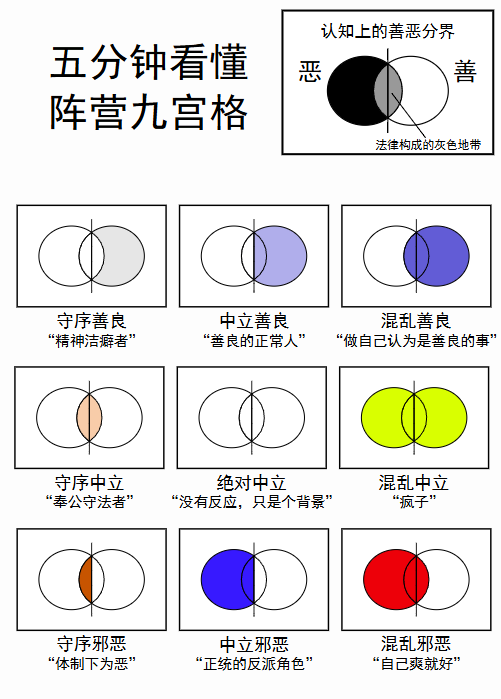 五分钟看懂
阵营九宫格
认知上的善恶分界
恶
善
法律构成的灰色地带
守序善良
“精神洁癖者”
中立善良
“善良的正常人”
混乱善良
“做自己认为是善良的事”
守序中立
“奉公守法者”
绝对中立
“没有反应，只是个背景”
混乱中立
“疯子”
守序邪恶
“体制下为恶”
中立邪恶
“正统的反派角色”
混乱邪恶
“自己爽就好”